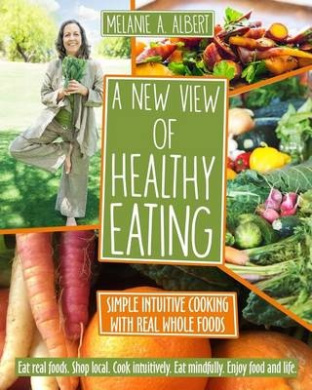 MELANIE A. ALBERT
A NEW VIEW
OF
HEALTHY
EATING
SIMPLE INTUITIVE COOKING
WITH REAL WHOLE FOODS
Eat real foods. Shop local. Cook intuitively. Eat mindfully. Enjoy food and life.